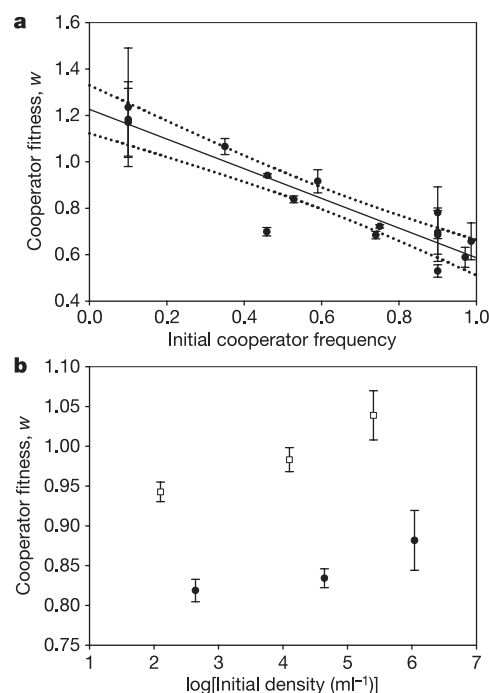 a
1.6
1.4
1.2
1.0
0.8
0.6
0.4
Cooperator fitness, w
0.0 0.2 0.4 0.6 0.8 1.0
Initial cooperator frequency
b
1.10
1.05
1.00
0.95
0.90
0.85
0.80
0.75
Cooperator fitness, w
1 2 3 4 5 6 7
log[Initial density (ml⁻¹)]